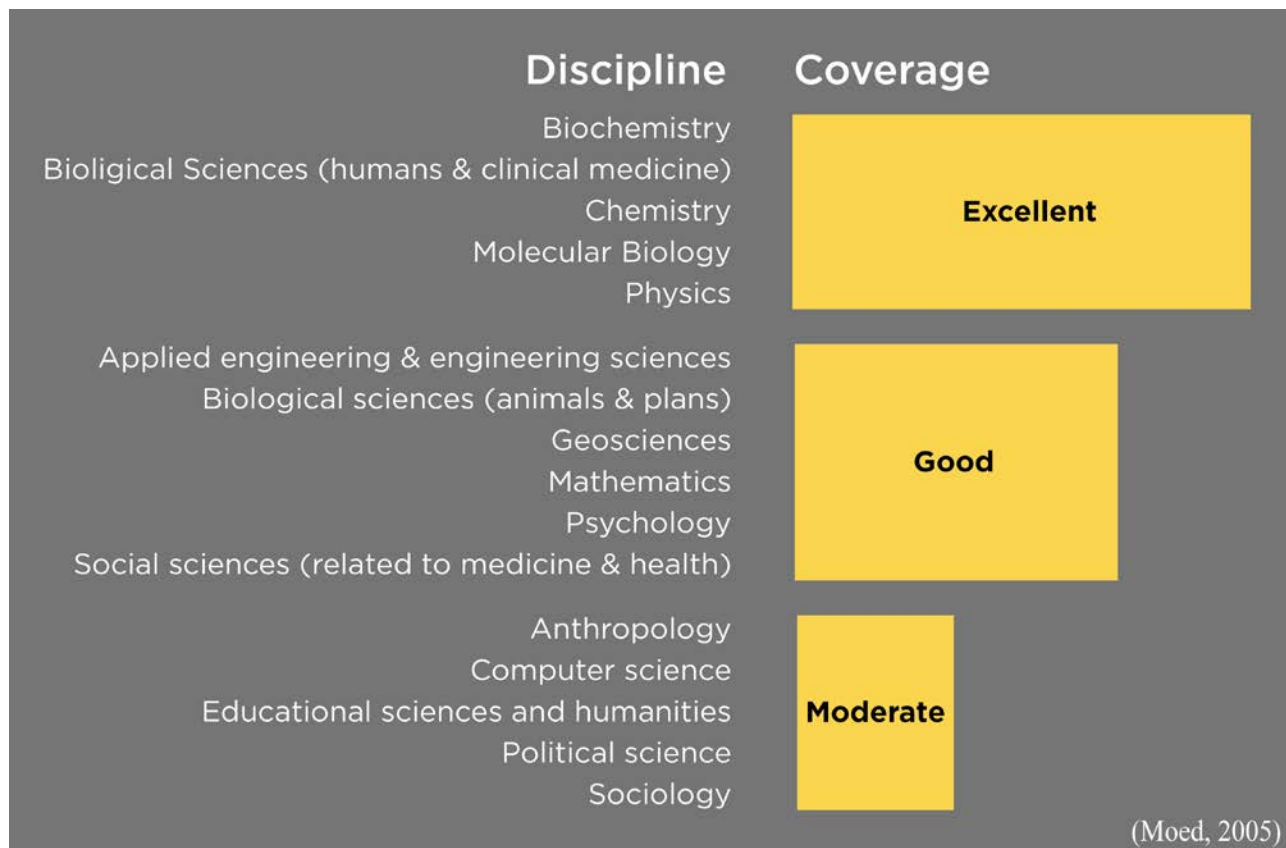 Discipline Coverage
Biochemistry
Bioligical Sciences (humans & clinical medicine)
Chemistry
Molecular Biology
Physics
Excellent
Applied engineering & engineering sciences
Biological sciences (animals & plans)
Geosciences
Mathematics
Psychology
Social sciences (related to medicine & health)
Good
Anthropology
Computer science
Educational sciences and humanities
Political science
Sociology
Moderate
(Moed, 2005)